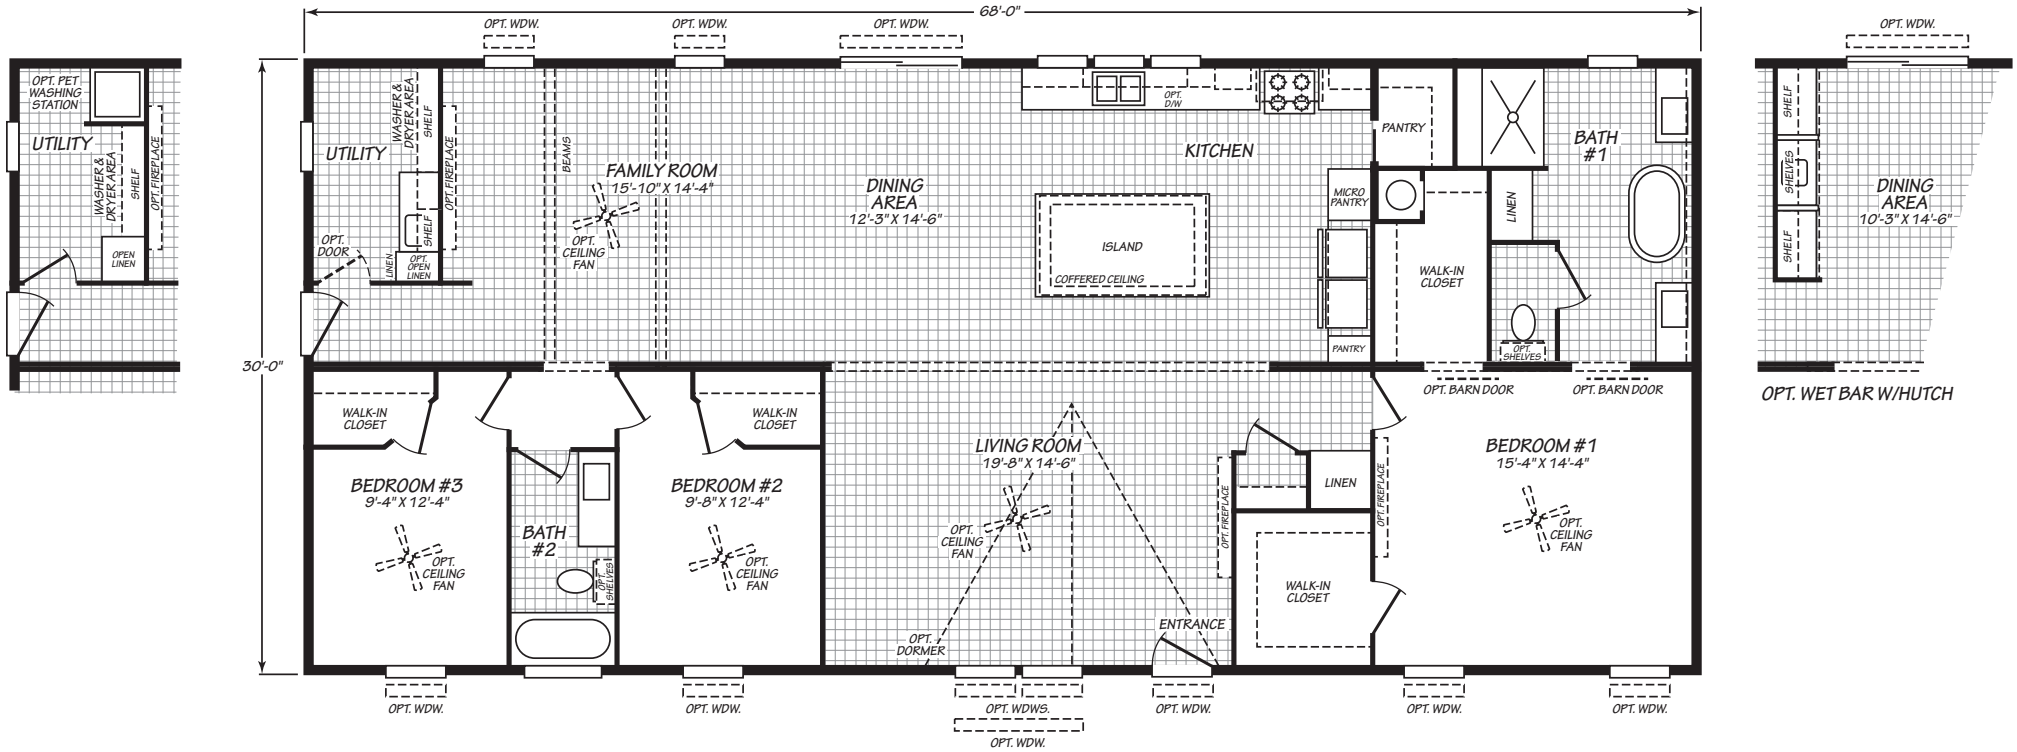 68'-0"
OPT. WDW.
OPT. WDW.
OPT. WDW.
OPT. WDW.
OPT. PET
WASHING
STATION
UTILITY
WASHER &
DRYER AREA
SHELF
OPT. FIREPLACE
OPEN
LINEN
30'-0"
UTILITY
WASHER &
DRYER AREA
SHELF
OPT. FIREPLACE
SHELF
OPT.
DOOR
LINEN
OPT.
OPEN
LINEN
BEAMS
FAMILY ROOM
15'-10" X 14'-4"
OPT.
CEILING
FAN
DINING
AREA
12'-3" X 14'-6"
OPT.
D/W
KITCHEN
ISLAND
COFFERED CEILING
MICRO
PANTRY
PANTRY
PANTRY
BATH
#1
LINEN
WALK-IN
CLOSET
OPT.
SHELVES
SHELF
SHELVES
SHELF
DINING
AREA
10'-3" X 14'-6"
OPT. WET BAR W/HUTCH
OPT. BARN DOOR
OPT. BARN DOOR
WALK-IN
CLOSET
WALK-IN
CLOSET
BEDROOM #3
9'-4" X 12'-4"
OPT.
CEILING
FAN
BATH
#2
OPT.
SHELVES
BEDROOM #2
9'-8" X 12'-4"
OPT.
CEILING
FAN
LIVING ROOM
19'-8" X 14'-6"
OPT.
CEILING
FAN
OPT.
DORMER
ENTRANCE
OPT. FIREPLACE
LINEN
WALK-IN
CLOSET
OPT. FIREPLACE
BEDROOM #1
15'-4" X 14'-4"
OPT.
CEILING
FAN
OPT. WDW.
OPT. WDW.
OPT. WDWS.
OPT. WDW.
OPT. WDW.
OPT. WDW.
OPT. WDW.